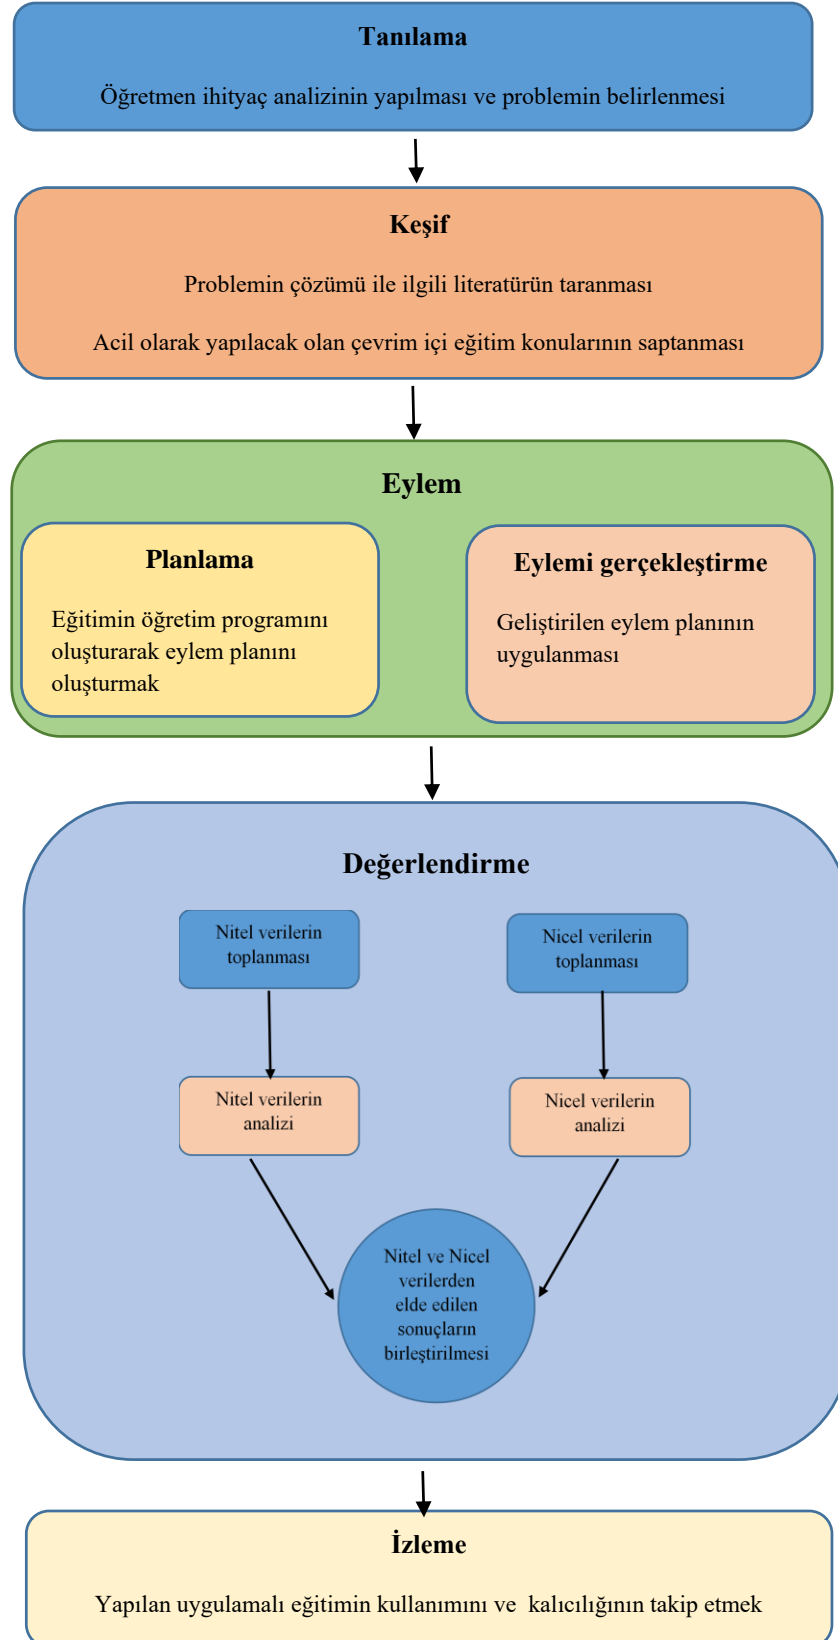 Tanılama
Öğretmen ihityaç analizinin yapılması ve problemin belirlenmesi
Keşif
Problemin çözümü ile ilgili literatürün taranması
Acil olarak yapılacak olan çevrim içi eğitim konularının saptanması
Eylem
Planlama
Eğitimin öğretim programını
oluşturarak eylem planını
oluşturmak
Eylemi gerçekleştirme
Geliştirilen eylem planının
uygulanması
Değerlendirme
Nitel verilerin
toplanması
Nicel verilerin
toplanması
Nitel verilerin
analizi
Nicel verilerin
analizi
Nitel ve Nicel
verilerden
elde edilen
sonuçların
birleştirilmesi
İzleme
Yapılan uygulamalı eğitimin kullanımını ve kalıcılığının takip etmek